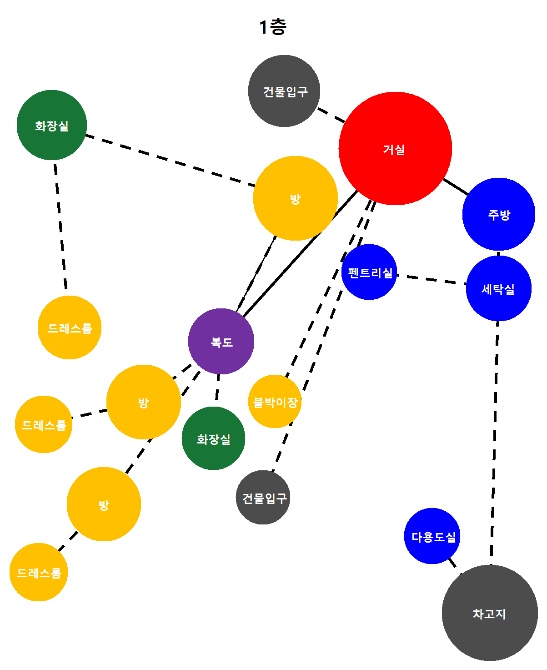 1층
건물입구
화장실
거실
방
주방
펜트리실
세탁실
드레스룸
복도
방
붙박이장
드레스룸
화장실
건물입구
방
다용도실
드레스룸
차고지